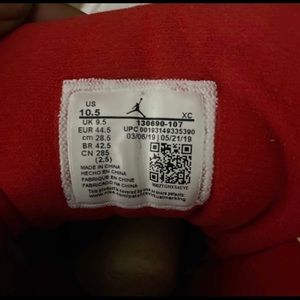 US
10.5
XC
UK 9.5
130690-107
EUR 44.5
UPC 00193149335390
cm 28.5
03/06/19 05/21/19
BR 42.5
CN 285
(2.5)
MADE IN CHINA
HECHO EN CHINA
FABRIQUÉ EN CHINE
FABRICADO NA CHINA